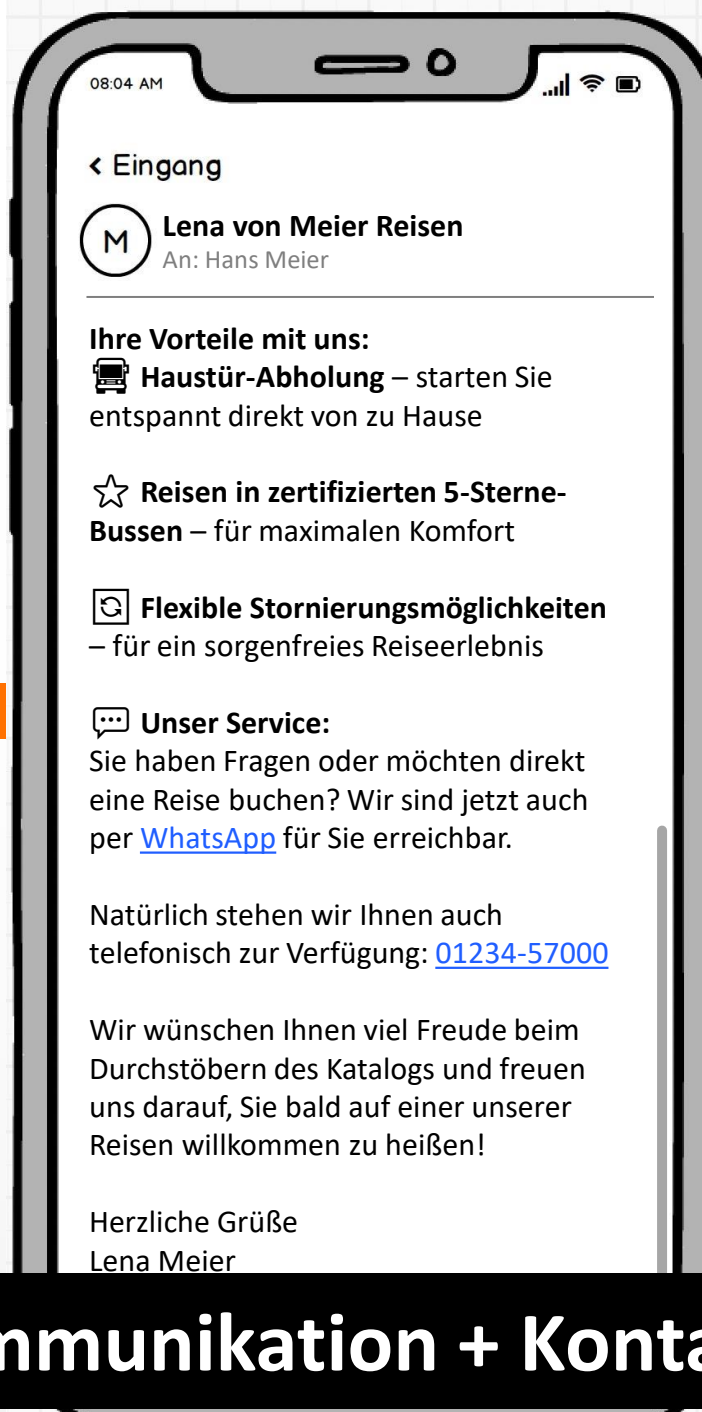 08:04 AM
< Eingang
M
Lena von Meier Reisen
An: Hans Meier
Ihre Vorteile mit uns:
Haustür-Abholung – starten Sie
entspannt direkt von zu Hause
Reisen in zertifizierten 5-Sterne-
Bussen – für maximalen Komfort
Flexible Stornierungsmöglichkeiten
– für ein sorgenfreies Reiseerlebnis
Unser Service:
Sie haben Fragen oder möchten direkt
eine Reise buchen? Wir sind jetzt auch
per WhatsApp für Sie erreichbar.
Natürlich stehen wir Ihnen auch
telefonisch zur Verfügung: 01234-57000
Wir wünschen Ihnen viel Freude beim
Durchstöbern des Katalogs und freuen
uns darauf, Sie bald auf einer unserer
Reisen willkommen zu heißen!
Herzliche Grüße
Lena Meier
mmunikation + Konta